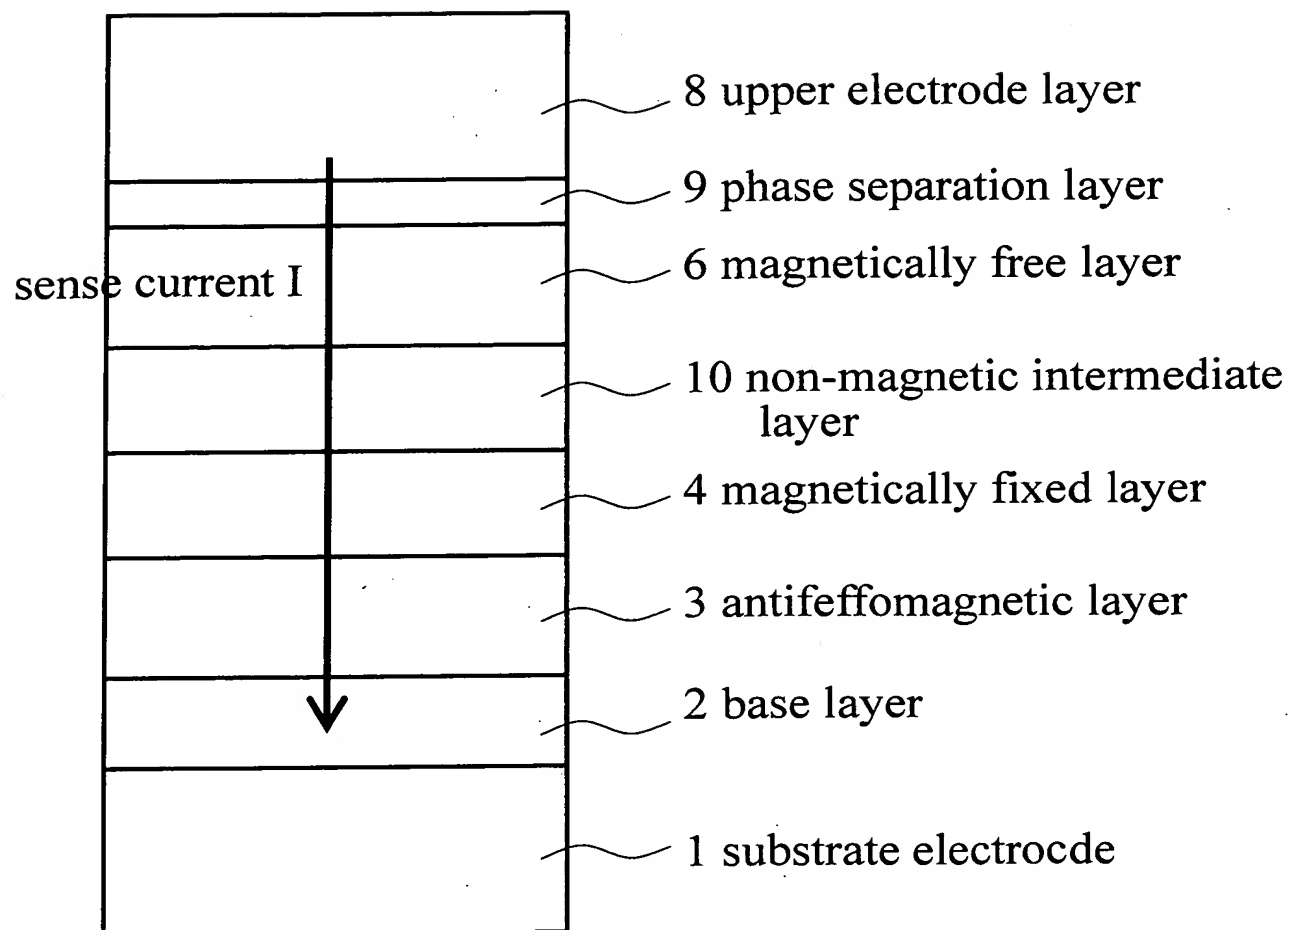 8 upper electrode layer
9 phase separation layer
6 magnetically free layer
sense current I
10 non-magnetic intermediate
layer
4 magnetically fixed layer
3 antifeffomagnetic layer
2 base layer
1 substrate electrocde